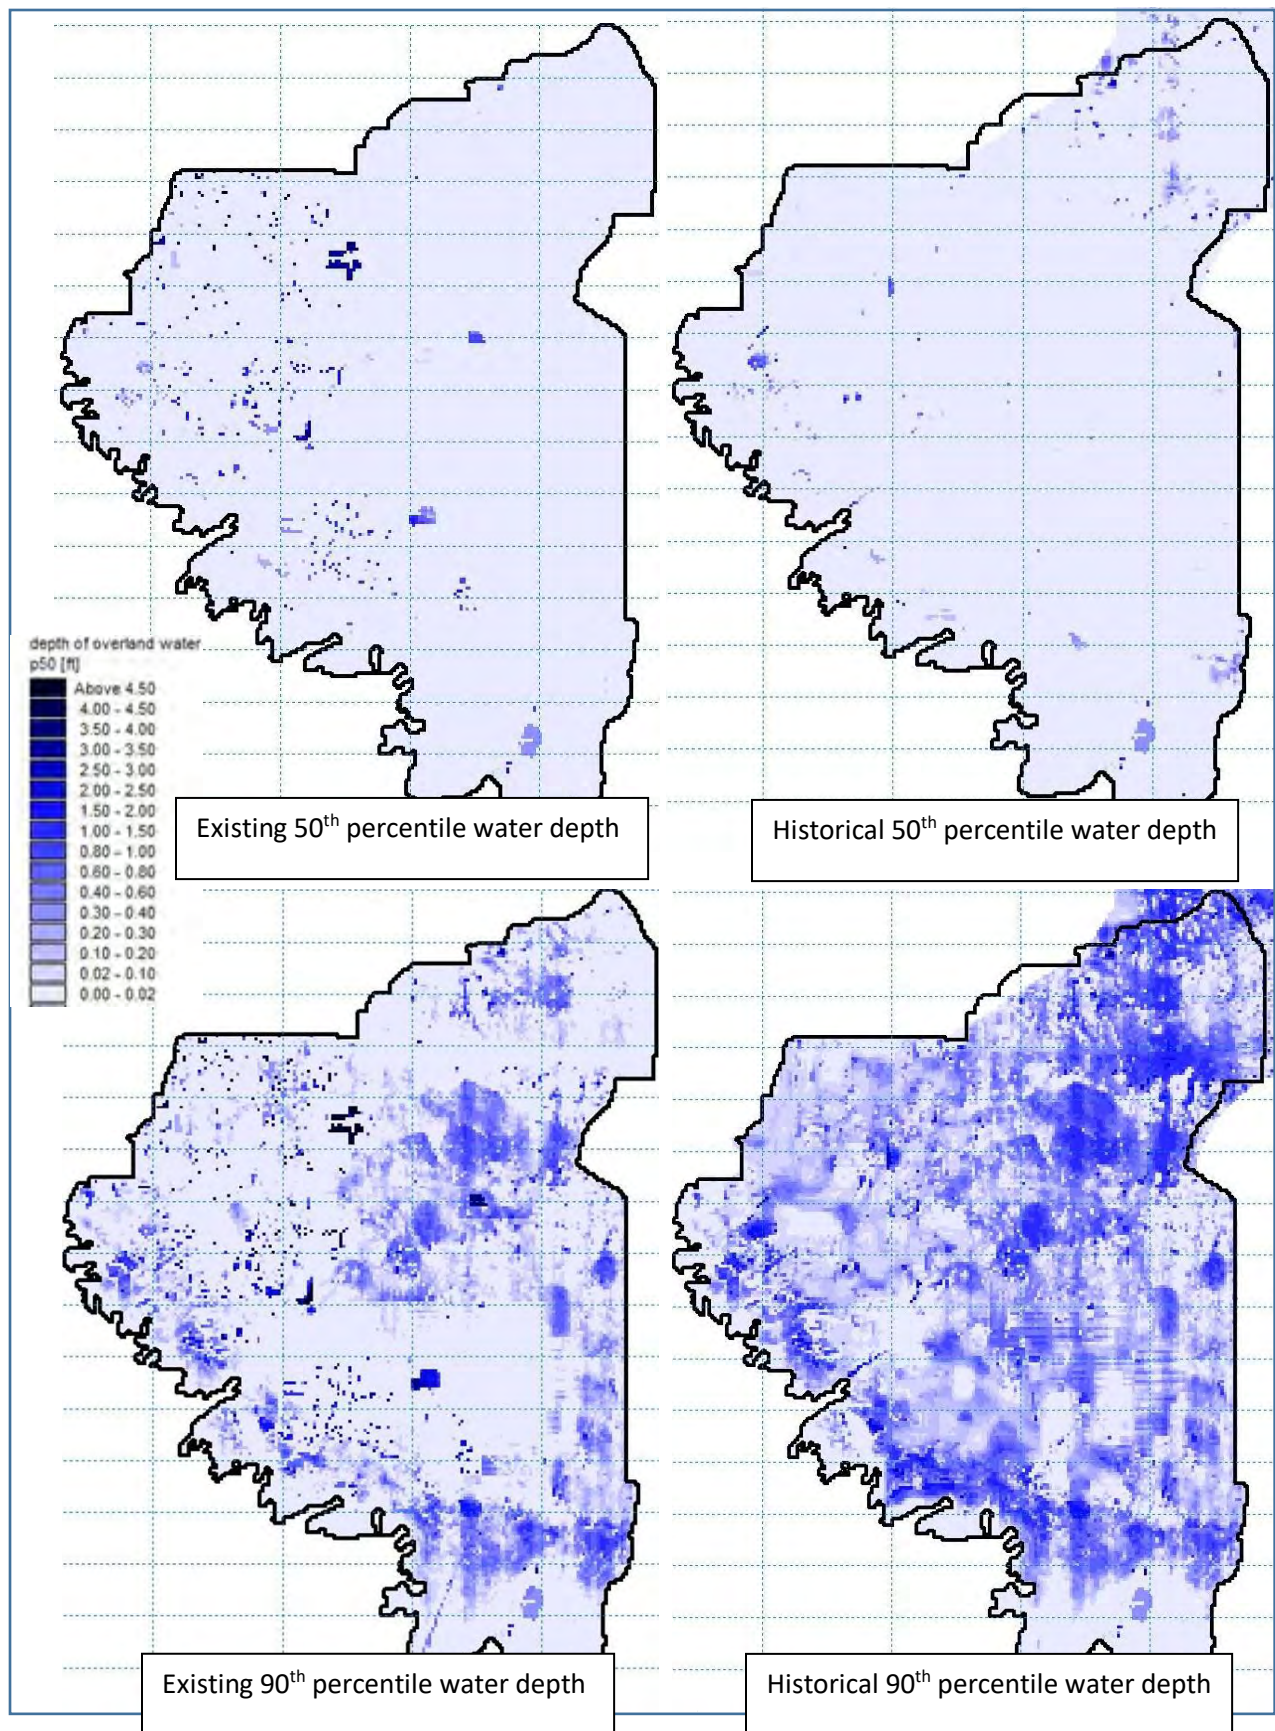 depth of overland water
p50 [ft]
Above 4.50
4.00 - 4.50
3.50 - 4.00
3.00 - 3.50
2.50 - 3.00
2.00 - 2.50
1.50 - 2.00
1.00 - 1.50
0.80 - 1.00
0.60 - 0.80
0.40 - 0.60
0.30 - 0.40
0.20 - 0.30
0.10 - 0.20
0.02 - 0.10
0.00 - 0.02
Existing 50th percentile water depth
Historical 50th percentile water depth
Existing 90th percentile water depth
Historical 90th percentile water depth